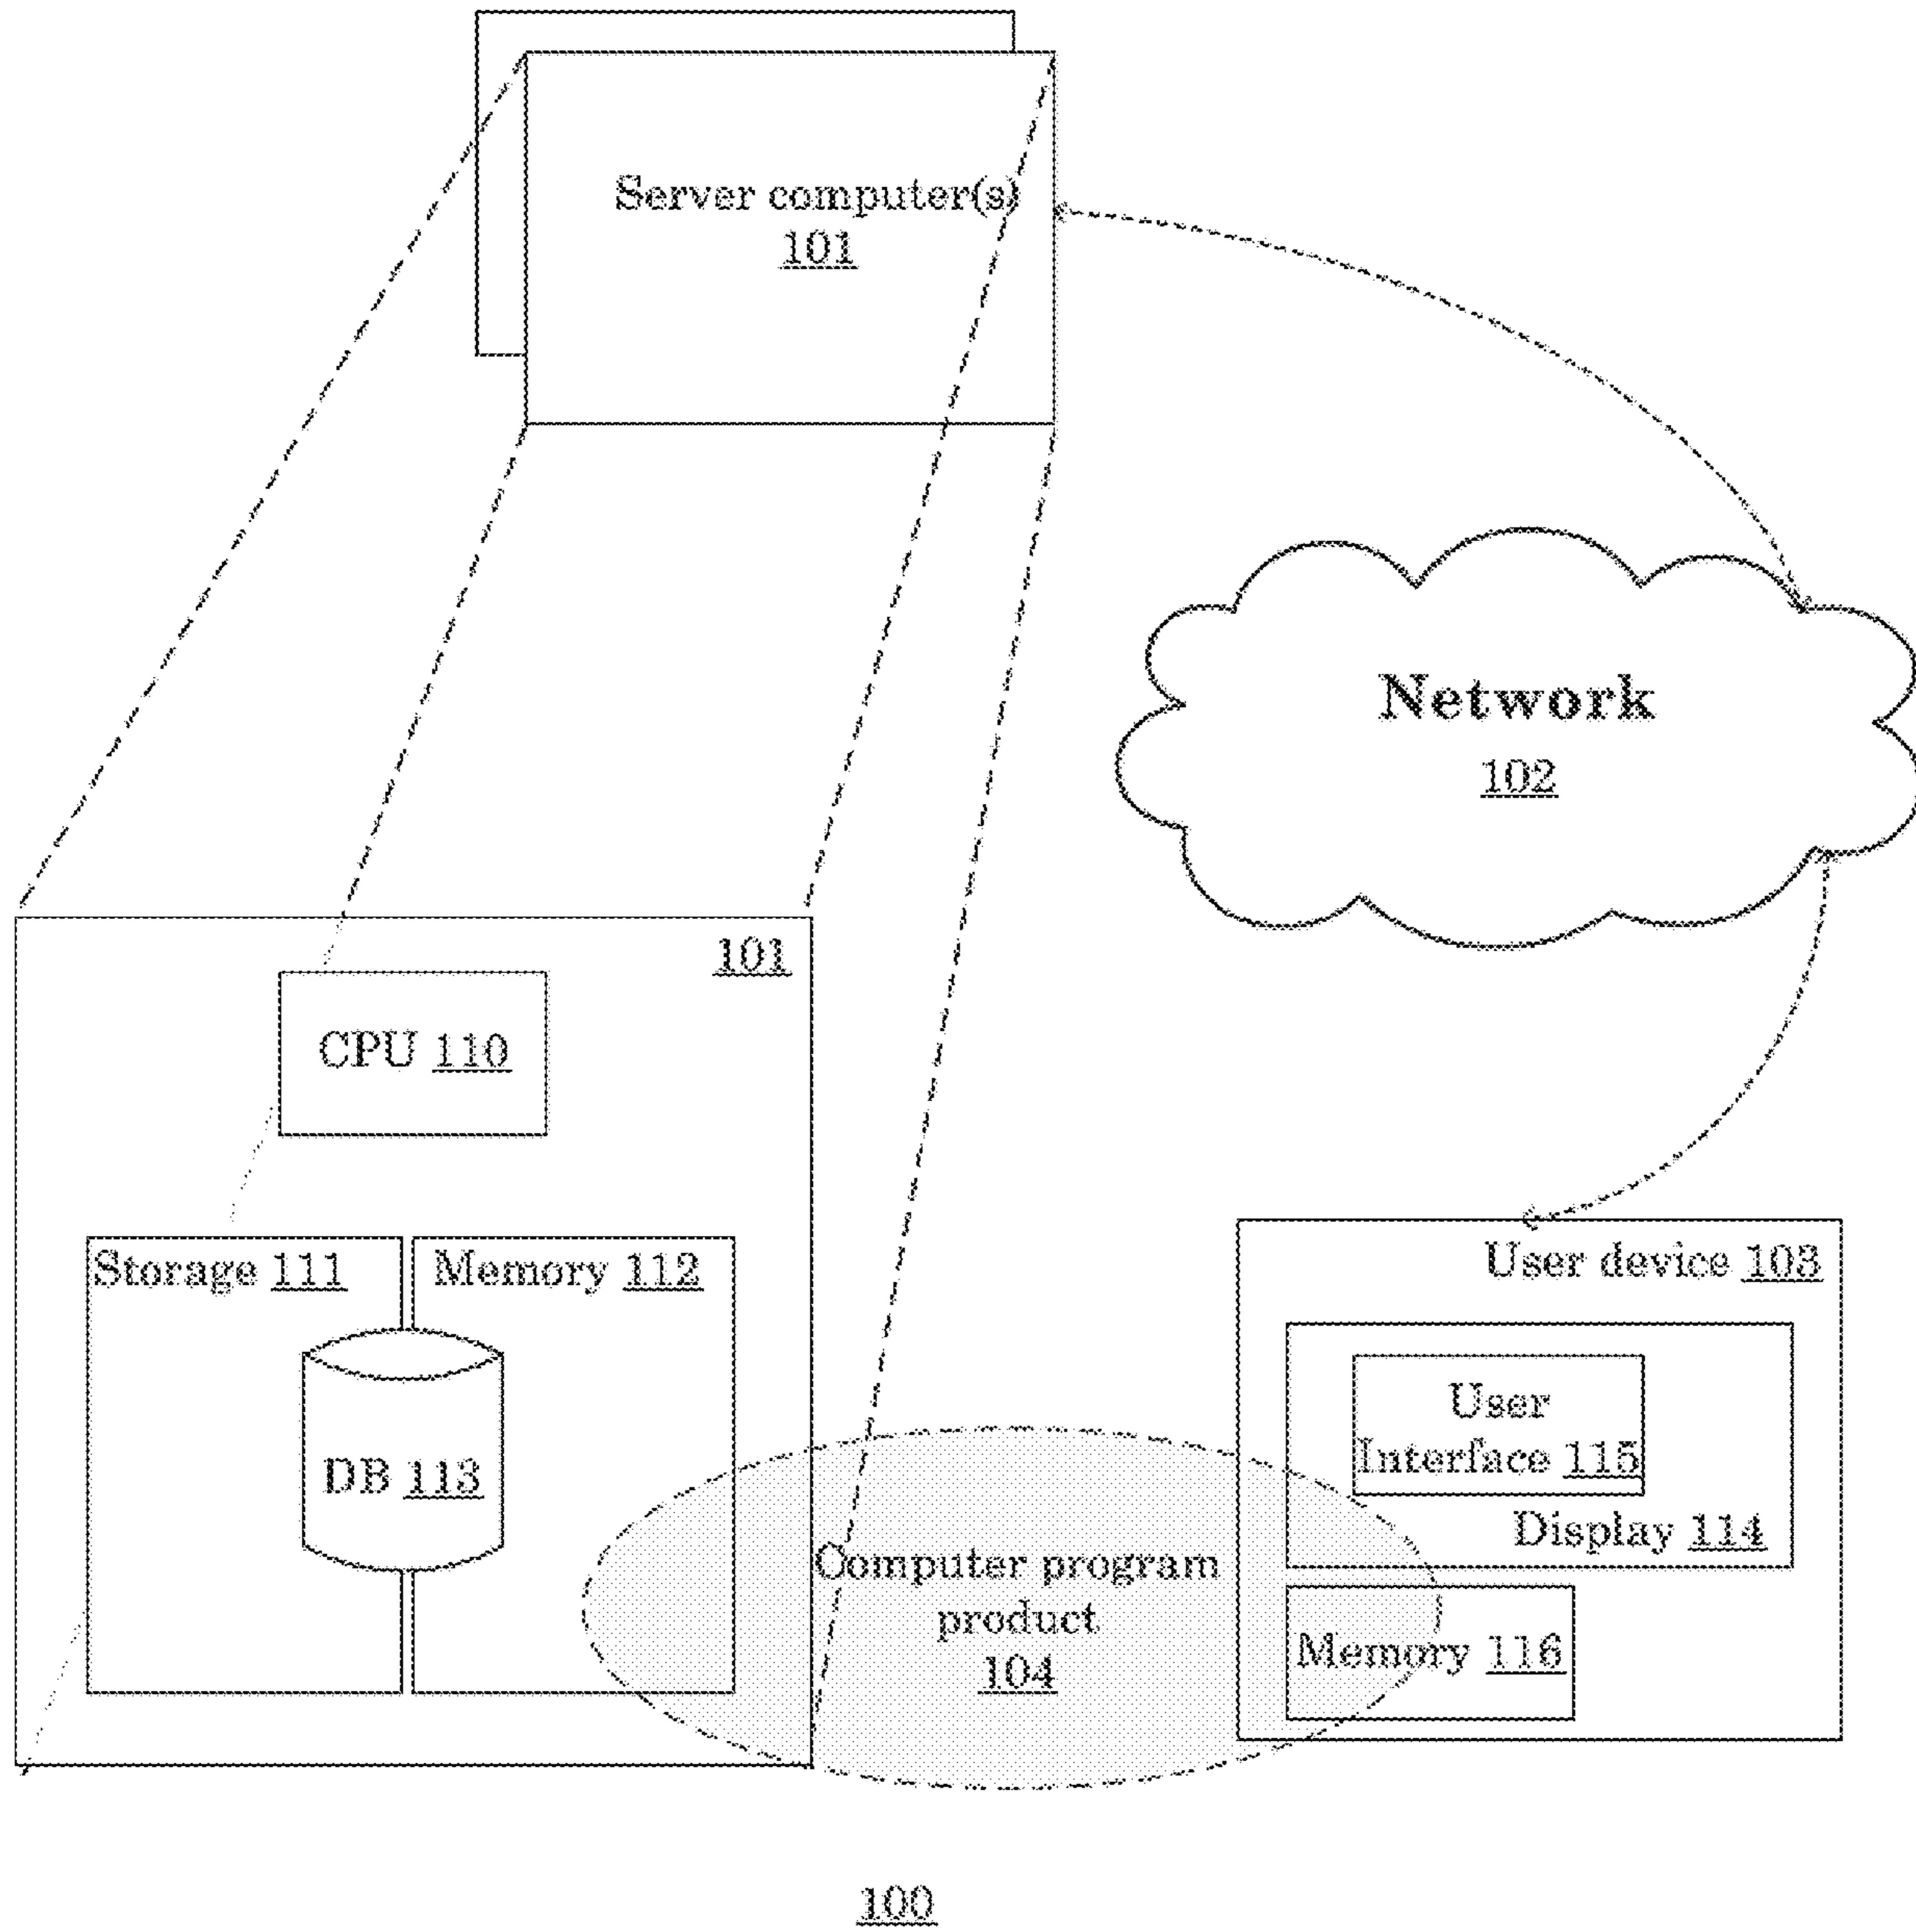 Server computer(s)
101
Network
102
101
CPU 110
Storage 111
Memory 112
DB 113
User device 103
User
Interface 115
Display 114
Memory 116
Computer program
product
104
100